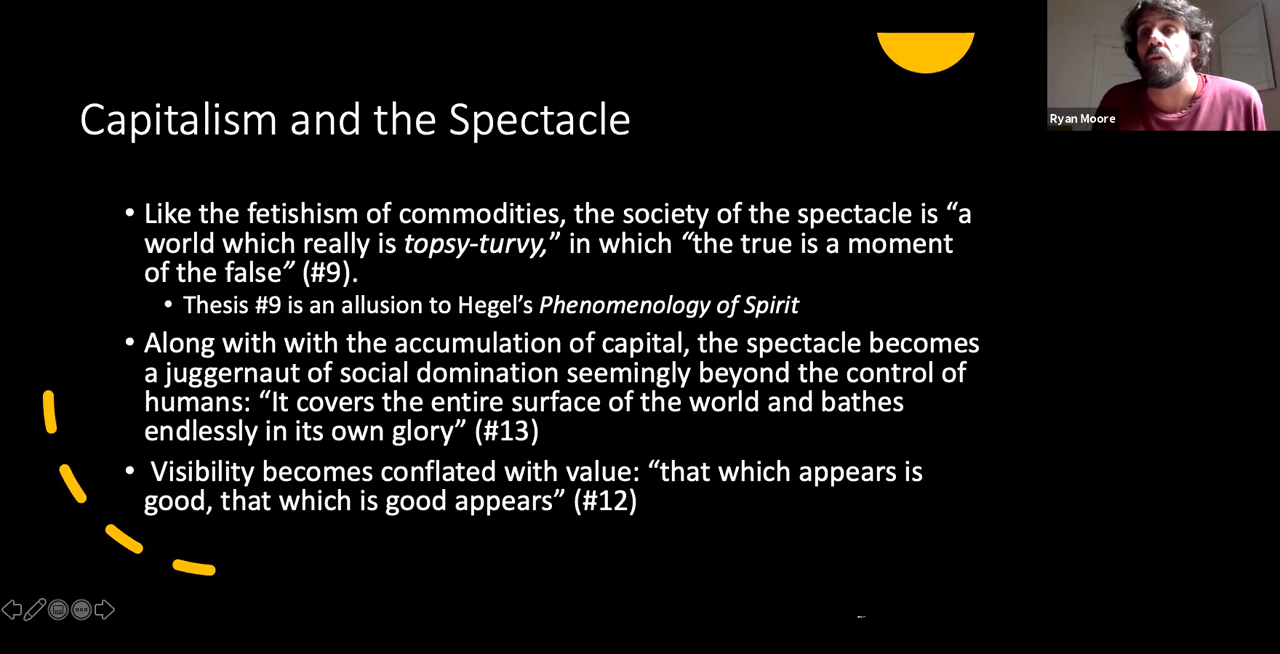 Capitalism and the Spectacle
Ryan Moore
• Like the fetishism of commodities, the society of the spectacle is “a
world which really is topsy-turvy,” in which “the true is a moment
of the false” (#9).
• Thesis #9 is an allusion to Hegel’s Phenomenology of Spirit
• Along with with the accumulation of capital, the spectacle becomes
a juggernaut of social domination seemingly beyond the control of
humans: “It covers the entire surface of the world and bathes
endlessly in its own glory” (#13)
• Visibility becomes conflated with value: “that which appears is
good, that which is good appears” (#12)